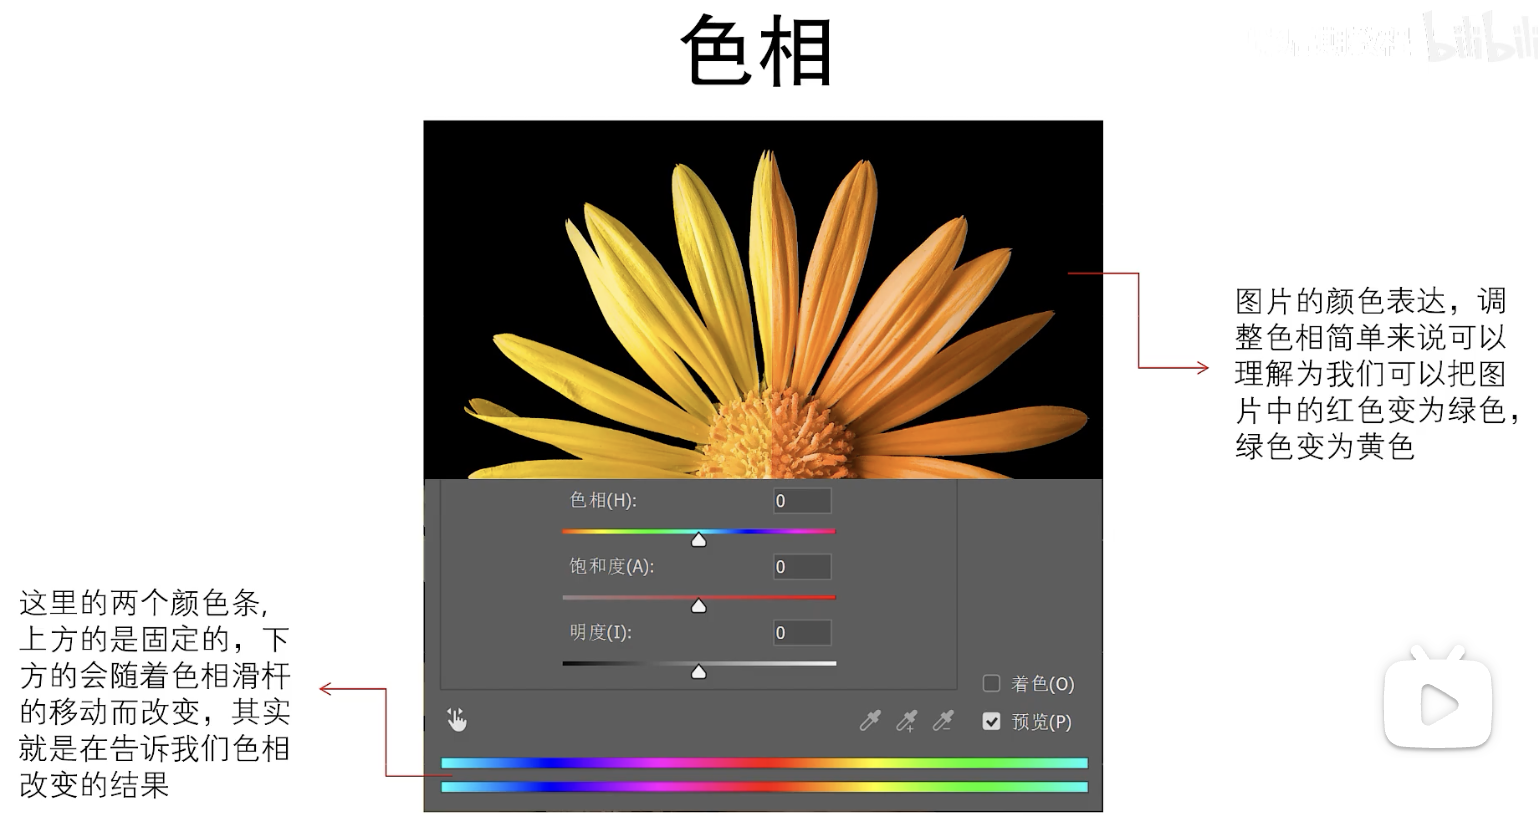 色相
bilibili
图片的颜色表达，调
整色相简单来说可以
理解为我们可以把图
片中的红色变为绿色，
绿色变为黄色
色相(H):
0
饱和度(A):
0
明度(I):
0
着色(O)
预览(P)
这里的两个颜色条，
上方的是固定的，下
方的会随着色相滑杆
的移动而改变，其实
就是在告诉我们色相
改变的结果